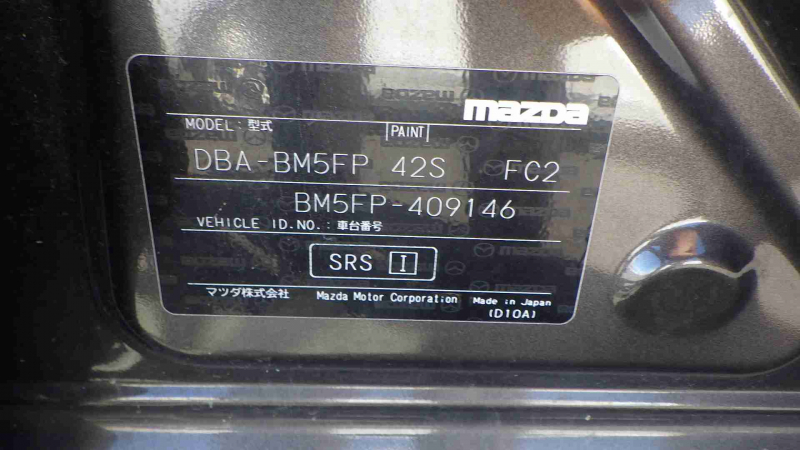 mazda
MODEL: 型式 PAINT
DBA-BM5FP 42S FC2
BM5FP-409146
VEHICLE ID.NO.: 車台番号
SRS I
マツダ株式会社 Mazda Motor Corporation Made in Japan
(D10A)